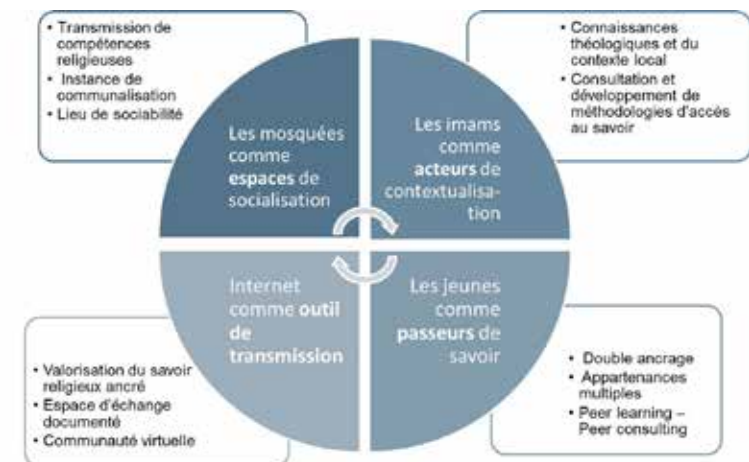 • Transmission de
compétences
religieuses
• Instance de
communalisation
• Lieu de sociabilité
• Connaissances
théologiques et du
contexte local
• Consultation et
développement de
méthodologies d'accès
au savoir
Les mosquées
comme
espaces de
socialisation
Les imams
comme
acteurs de
contextualisa-
tion
Internet
comme outil
de
transmission
Les jeunes
comme
passeurs de
savoir
• Valorisation du savoir
religieux ancré
• Espace d'échange
documenté
• Communauté virtuelle
• Double ancrage
• Appartenances
multiples
• Peer learning –
Peer consulting